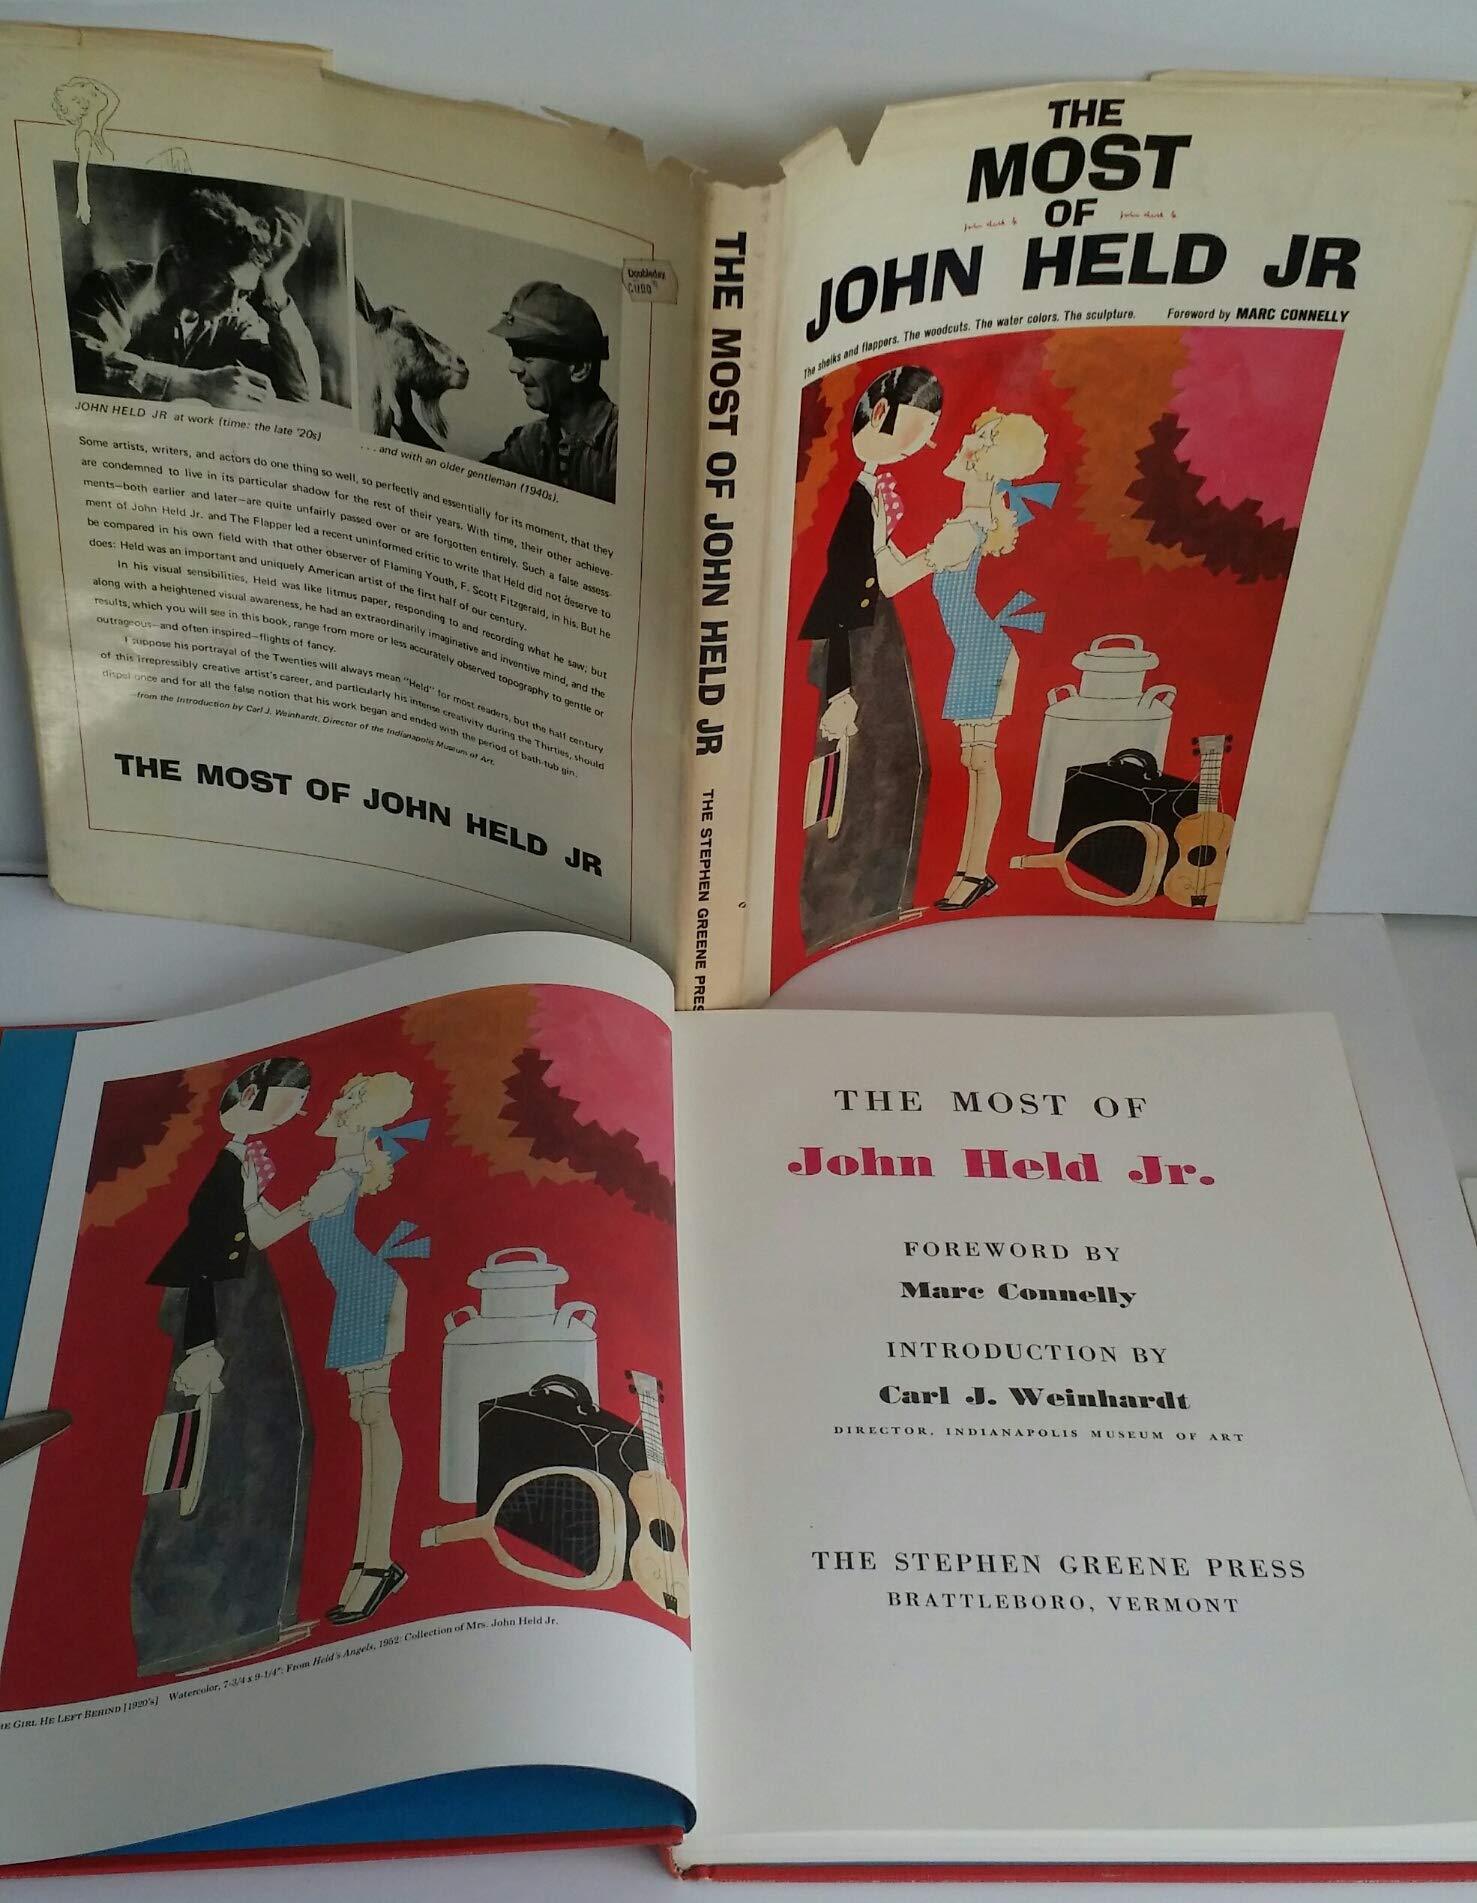 JOHN HELD JR at work (time: the late '20s)
... and with an older gentleman (1940s).
Doubleday
Some artists, writers, and actors do one thing so well, so perfectly and essentially for its moment, that they
are condemned to live in its particular shadow for the rest of their years. With time, their other achieve-
ments—both earlier and later—are quite unfairly passed over or are forgotten entirely. Such a false assess-
ment of John Held Jr. and The Flapper led a recent uninformed critic to write that Held did not deserve to
be compared in his own field with that other observer of Flaming Youth, F. Scott Fitzgerald, in his. But he
does: Held was an important and uniquely American artist of the first half of our century.
In his visual sensibilities, Held was like litmus paper, responding to and recording what he saw; but
along with a heightened visual awareness, he had an extraordinarily imaginative and inventive mind, and the
results, which you will see in this book, range from more or less accurately observed topography to gentle or
outrageous—and often inspired—flights of fancy.
I suppose his portrayal of the Twenties will always mean "Held" for most readers, but the half century
of this irrepressibly creative artist's career, and particularly his intense creativity during the Thirties, should
dispel once and for all the false notion that his work began and ended with the period of bath-tub gin.
—from the Introduction by Carl J. Weinhardt, Director of the Indianapolis Museum of Art.
THE MOST OF JOHN HELD JR
THE MOST OF JOHN HELD JR THE STEPHEN GREENE PRES
THE
MOST
OF
JOHN HELD JR
The sheiks and flappers. The woodcuts. The water colors. The sculpture. Foreword by MARC CONNELLY
HE GIRL HE LEFT BEHIND [1920's] Watercolor, 7-3/4 x 9-1/4". From Held's Angels, 1952: Collection of Mrs. John Held Jr.
THE MOST OF
John Held Jr.
FOREWORD BY
Marc Connelly
INTRODUCTION BY
Carl J. Weinhardt
DIRECTOR, INDIANAPOLIS MUSEUM OF ART
THE STEPHEN GREENE PRESS
BRATTLEBORO, VERMONT